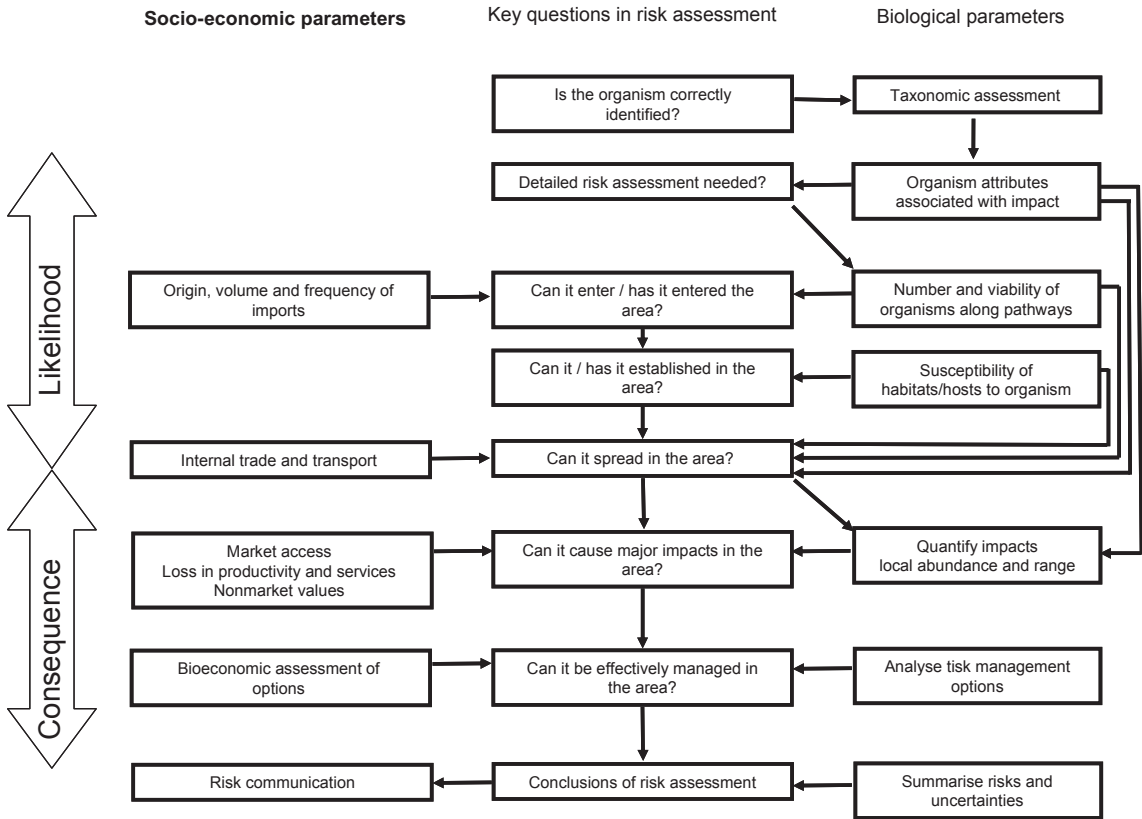 Socio-economic parameters
Key questions in risk assessment
Biological parameters
Is the organism correctly
identified?
Taxonomic assessment
Detailed risk assessment needed?
Organism attributes
associated with impact
Likelihood
Origin, volume and frequency of
imports
Can it enter / has it entered the
area?
Number and viability of
organisms along pathways
Can it / has it established in the
area?
Susceptibility of
habitats/hosts to organism
Internal trade and transport
Can it spread in the area?
Consequence
Market access
Loss in productivity and services
Nonmarket values
Can it cause major impacts in the
area?
Quantify impacts
local abundance and range
Bioeconomic assessment of
options
Can it be effectively managed in
the area?
Analyse tisk management
options
Risk communication
Conclusions of risk assessment
Summarise risks and
uncertainties